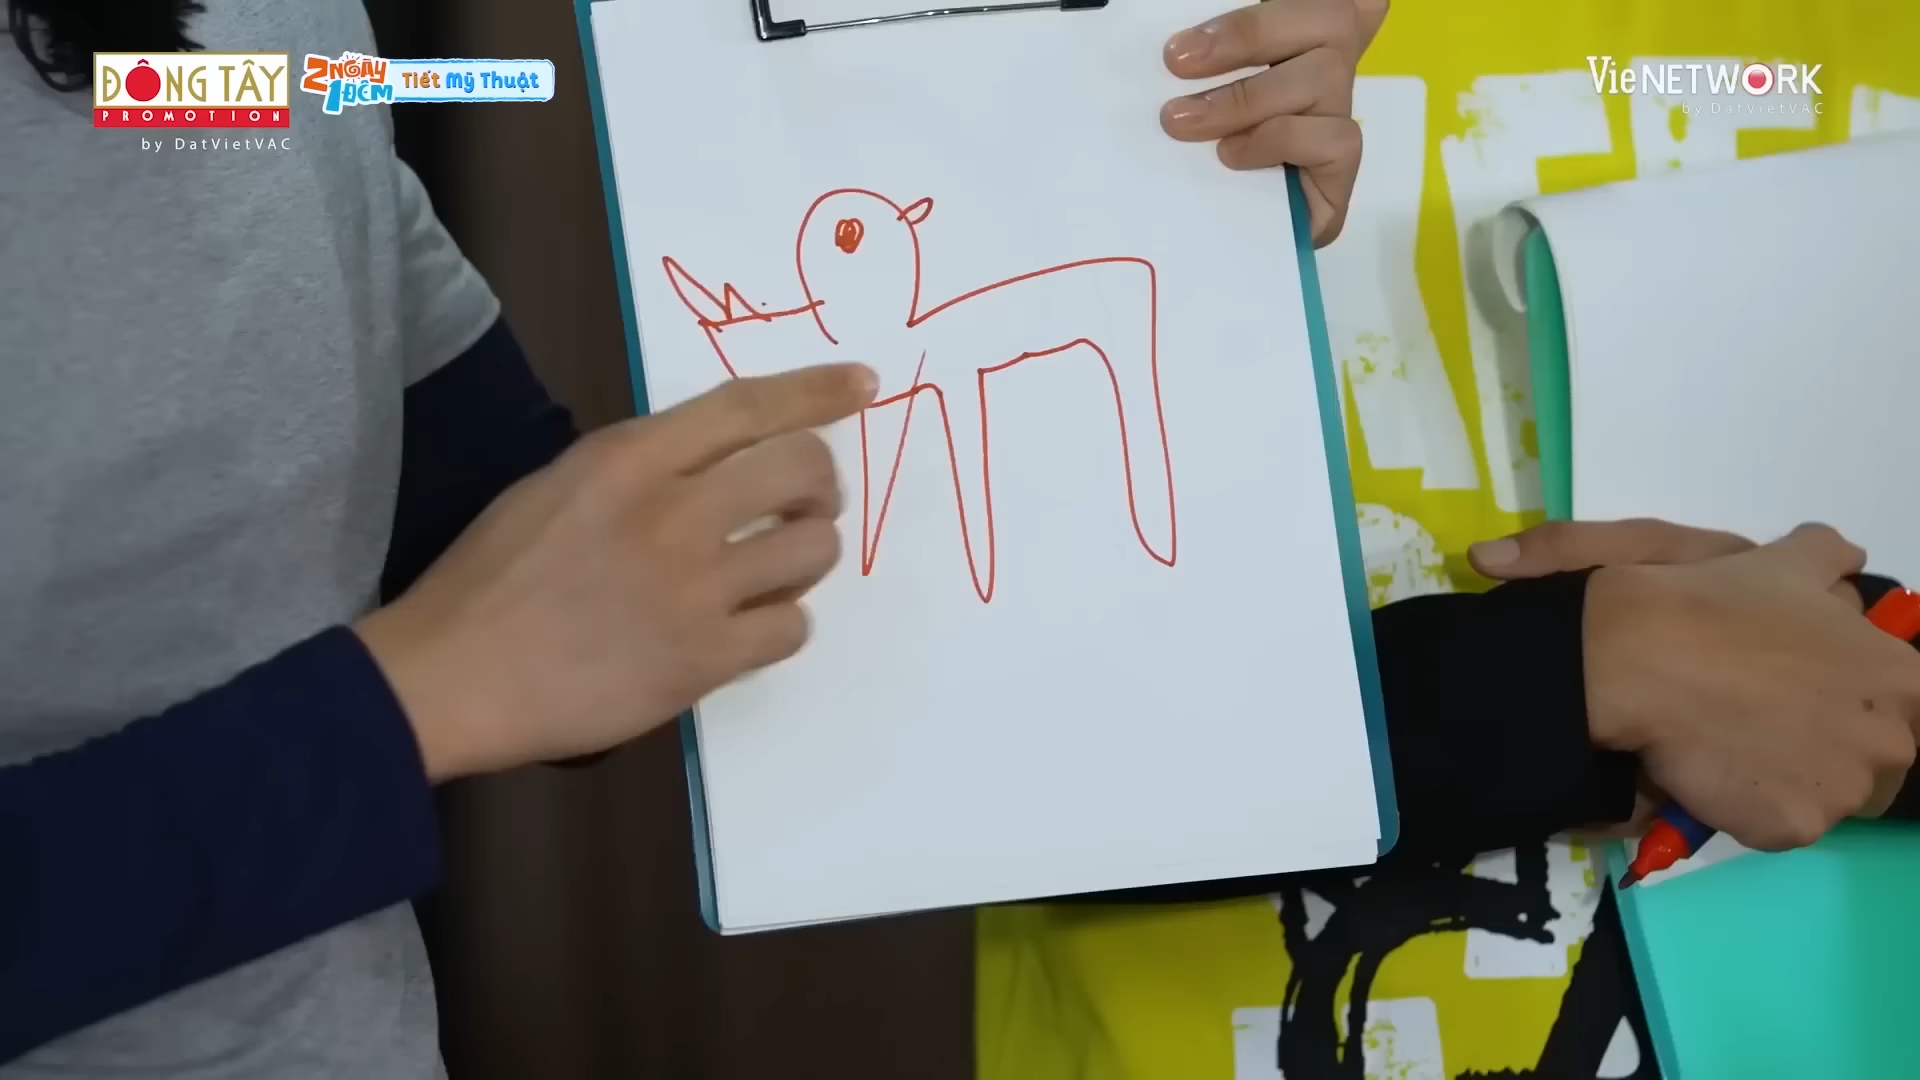 ĐÔNG TÂY
PROMOTION
by DatVietVAC
2 NGÀY
1 ĐÊM
Tiết Mỹ Thuật
VieNETWORK
by DatVietVAC